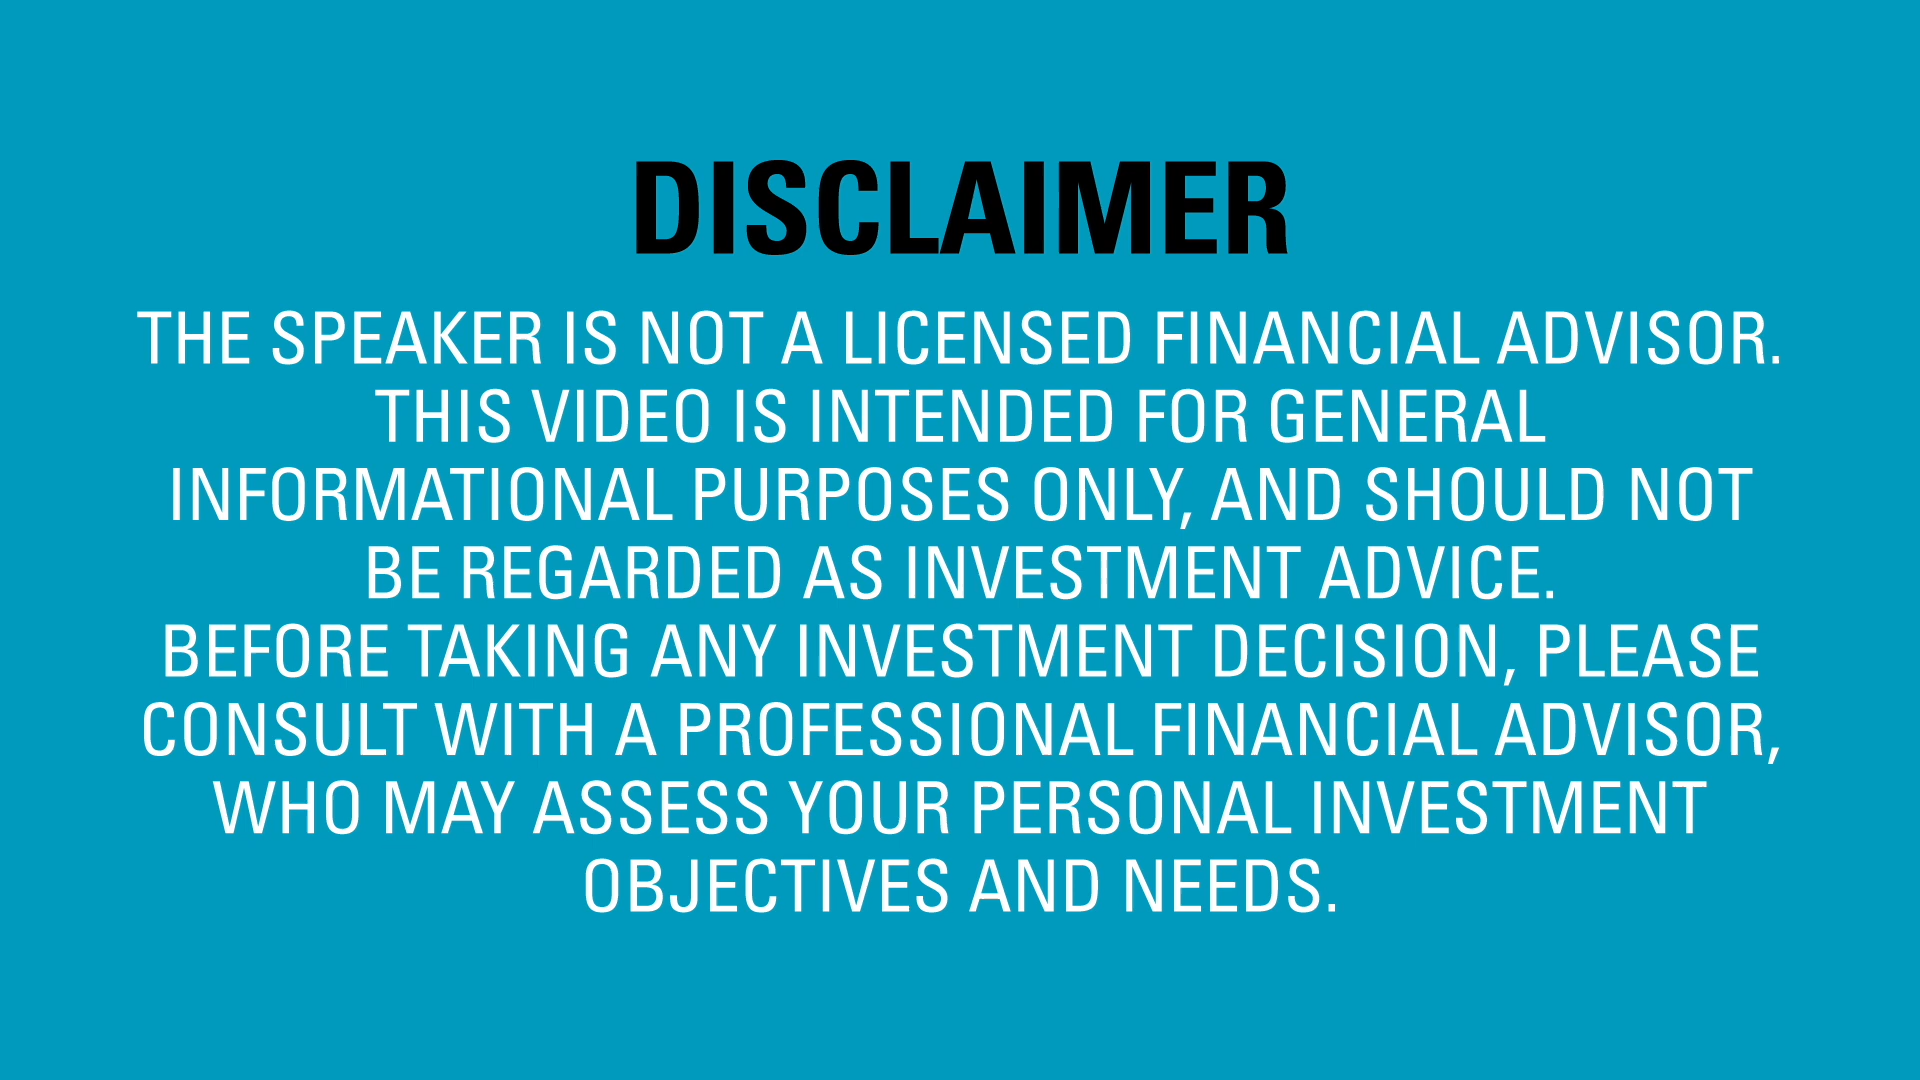 DISCLAIMER
THE SPEAKER IS NOT A LICENSED FINANCIAL ADVISOR.
THIS VIDEO IS INTENDED FOR GENERAL
INFORMATIONAL PURPOSES ONLY, AND SHOULD NOT
BE REGARDED AS INVESTMENT ADVICE.
BEFORE TAKING ANY INVESTMENT DECISION, PLEASE
CONSULT WITH A PROFESSIONAL FINANCIAL ADVISOR,
WHO MAY ASSESS YOUR PERSONAL INVESTMENT
OBJECTIVES AND NEEDS.